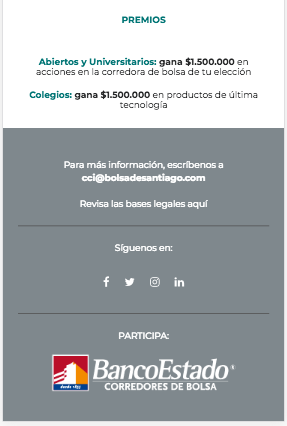 PREMIOS
Abiertos y Universitarios: gana $1.500.000 en
acciones en la corredora de bolsa de tu elección
Colegios: gana $1.500.000 en productos de última
tecnología
Para más información, escríbenos a
cci@bolsadesantiago.com
Revisa las bases legales aquí
Síguenos en:
PARTICIPA:
BancoEstado®
CORREDORES DE BOLSA
desde 1855